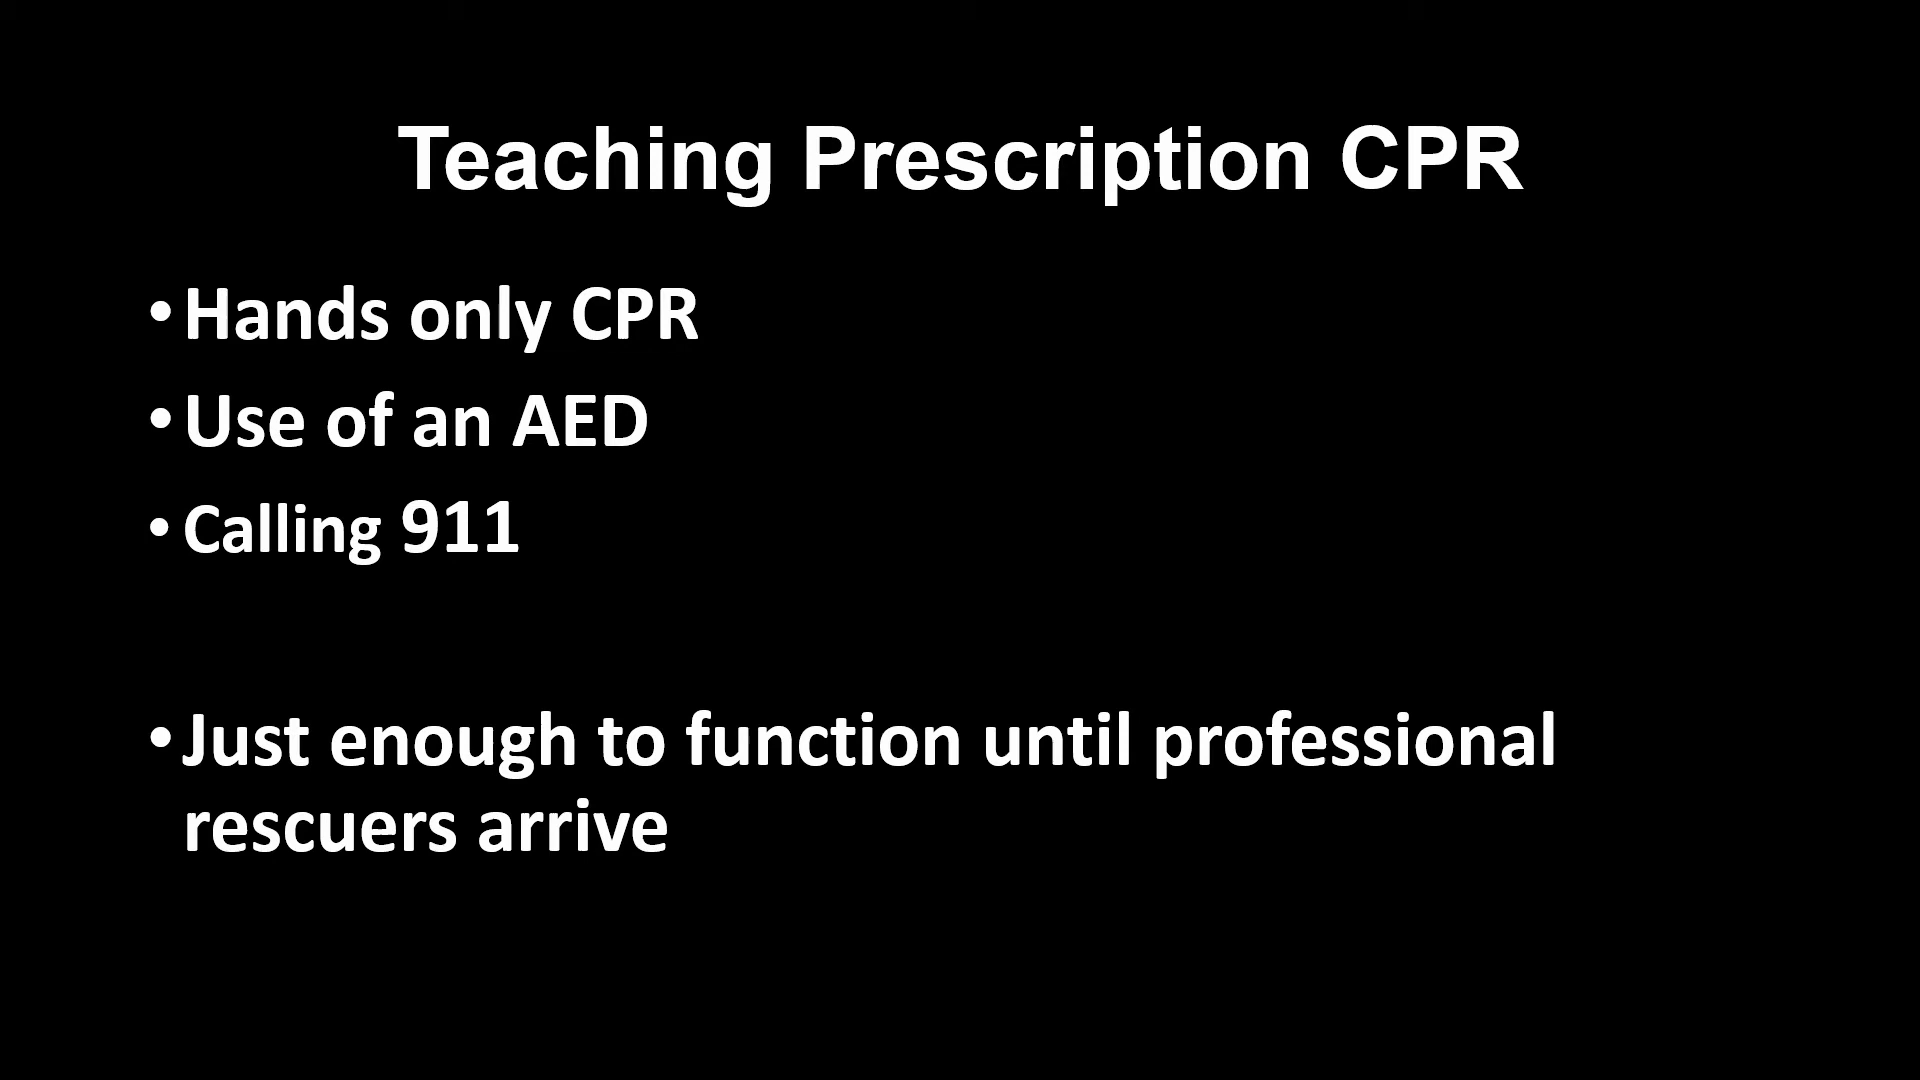 Teaching Prescription CPR
• Hands only CPR
• Use of an AED
• Calling 911
• Just enough to function until professional
rescuers arrive